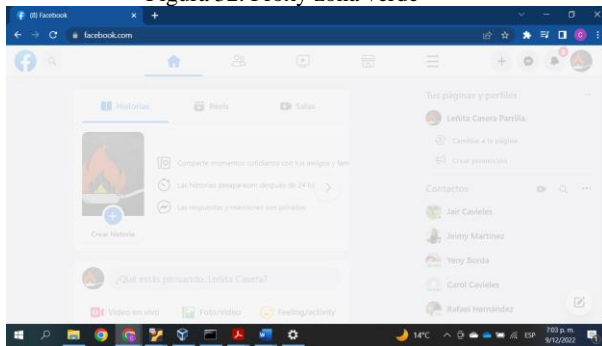 Figura 32. Proxy zona verde
(8) Facebook
facebook.com
Historias
Reels
Salas
Comparte momentos cotidianos con tus amigos y fam
Las historias desaparecen después de 24 h
Las respuestas y reacciones son privadas
Crear historia
¿Qué estás pensando, Leñita Casera?
Video en vivo
Foto/video
Feeling/activity
Tus páginas y perfiles
Leñita Casera Parrilla
Cambiar a la página
Crear promoción
Contactos
Jair Cavieles
Jeimy Martinez
Yeny Borda
Carol Cavieles
Rafael Hernández
14°C
ESP
7:03 p. m.
9/12/2022